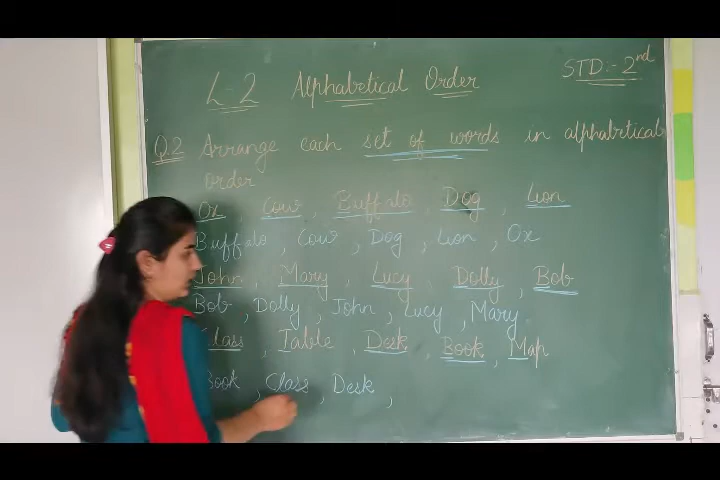 STD:- 2nd
L-2 Alphabetical Order
Q.2 Arrange each set of words in alphabetical
order
Ox , Cow , Buffalo , Dog , Lion
Buffalo , Cow , Dog , Lion , Ox
John , Mary , Lucy , Dolly , Bob
Bob , Dolly , John , Lucy , Mary
Class , Table , Desk , Book , Map
Book , Class , Desk ,